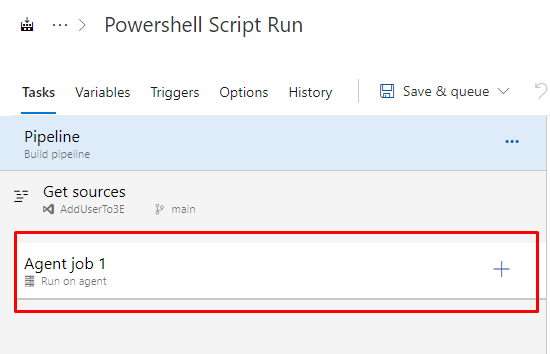 ... > Powershell Script Run
Tasks Variables Triggers Options History Save & queue
Pipeline
Build pipeline
Get sources
AddUserTo3E main
Agent job 1
Run on agent